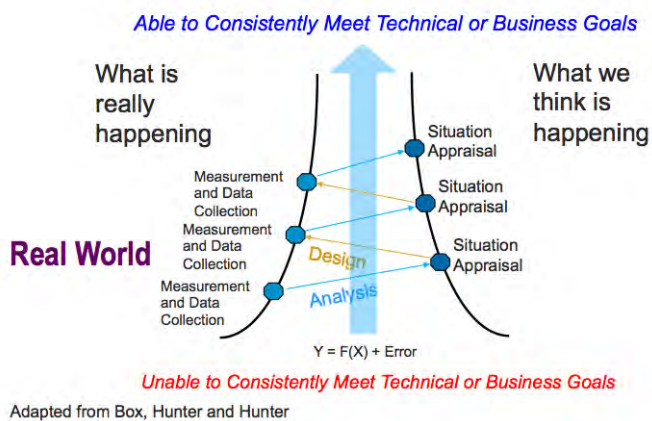 Able to Consistently Meet Technical or Business Goals
What is
really
happening
What we
think is
happening
Situation
Appraisal
Measurement
and Data
Collection
Situation
Appraisal
Real World
Measurement
and Data
Collection
Design
Situation
Appraisal
Measurement
and Data
Collection
Analysis
Y = F(X) + Error
Unable to Consistently Meet Technical or Business Goals
Adapted from Box, Hunter and Hunter